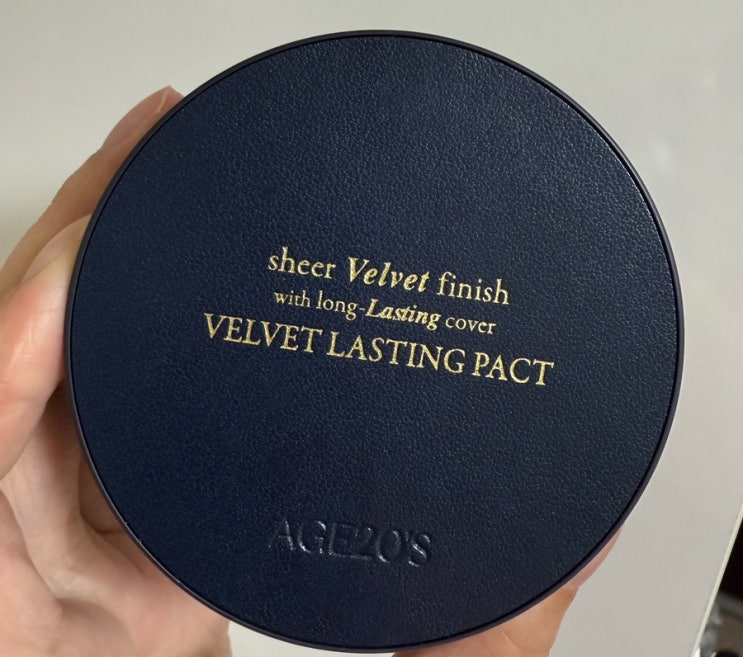 sheer Velvet finish
with long-Lasting cover
VELVET LASTING PACT
AGE20'S